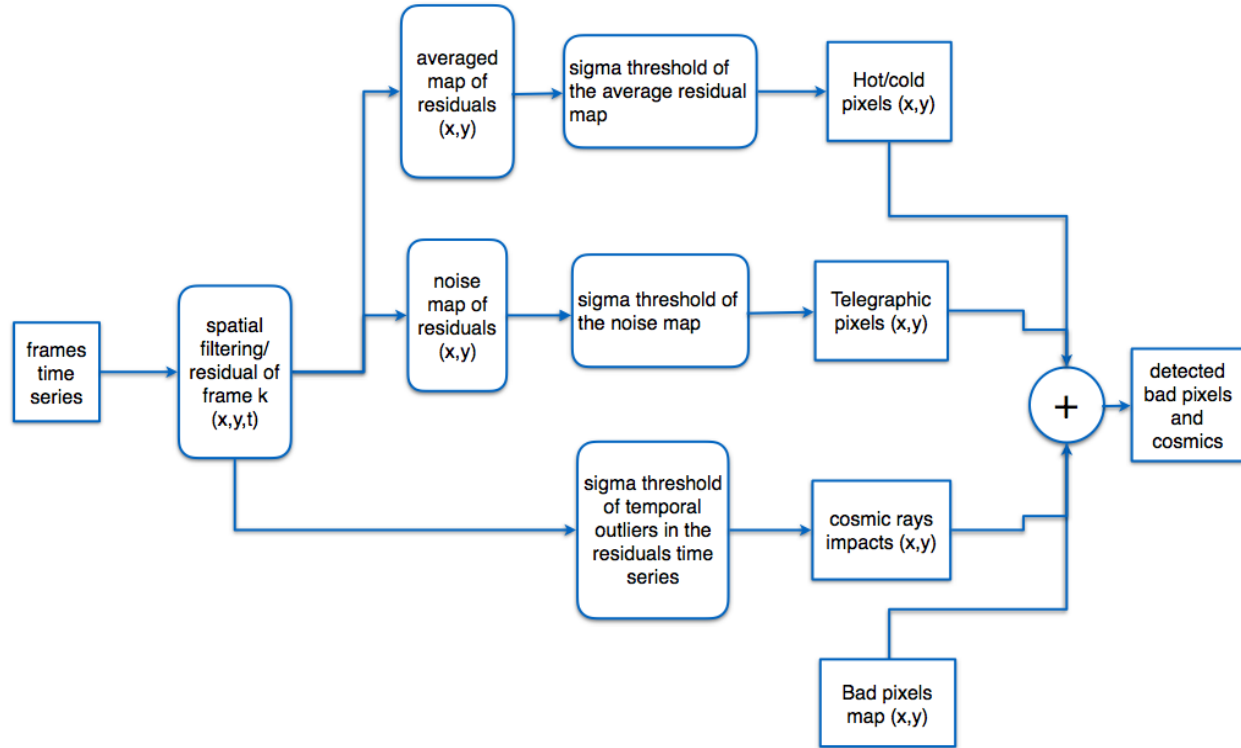 averaged
map of
residuals
(x,y)
sigma threshold of
the average residual
map
Hot/cold
pixels (x,y)
noise
map of
residuals
(x,y)
sigma threshold of
the noise map
Telegraphic
pixels (x,y)
frames
time
series
spatial
filtering/
residual of
frame k
(x,y,t)
+
detected
bad pixels
and
cosmics
sigma threshold
of temporal
outliers in the
residuals time
series
cosmic rays
impacts (x,y)
Bad pixels
map (x,y)